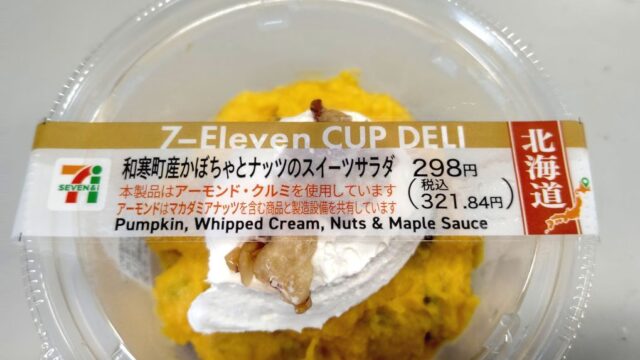 7-Eleven CUP DELI
和寒町産かぼちゃとナッツのスイーツサラダ 298円
本製品はアーモンド・クルミを使用しています
アーモンドはマカダミアナッツを含む商品と製造設備を共有しています
(税込 321.84円)
Pumpkin, Whipped Cream, Nuts & Maple Sauce
7
SEVEN&i
北海道